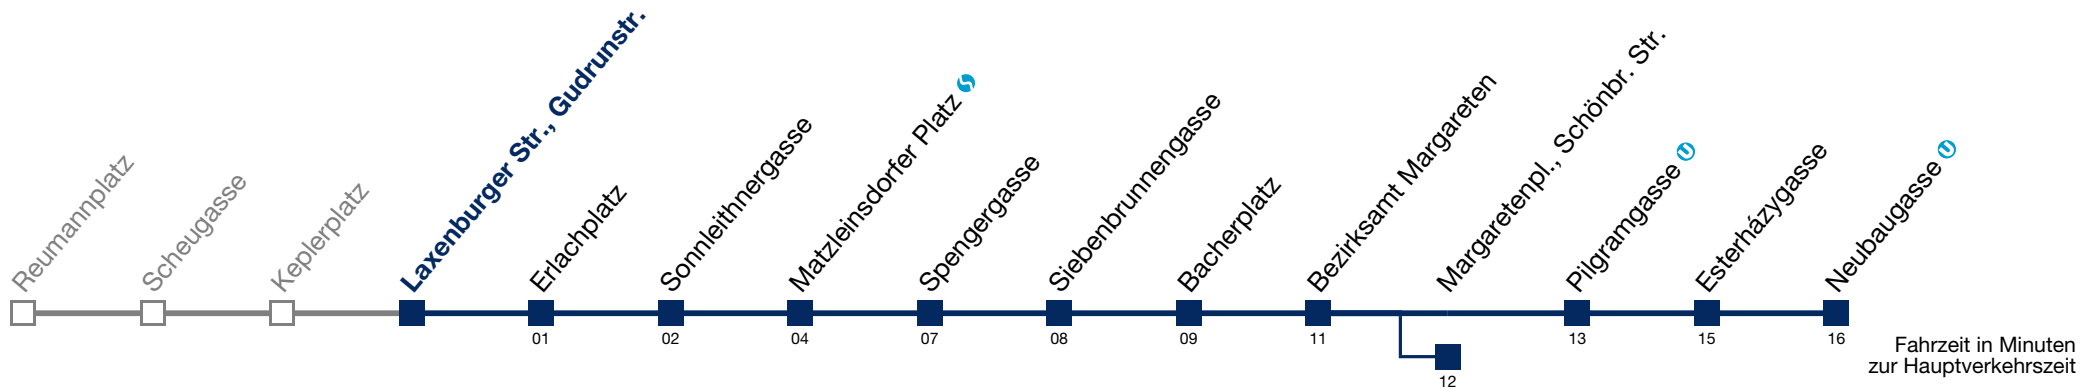 Reumannplatz
Scheugasse
Keplerplatz
Laxenburger Str., Gudrunstr.
Erlachplatz
Sonnleithnergasse
Matzleinsdorfer Platz
Spengergasse
Siebenbrunnengasse
Bacherplatz
Bezirksamt Margareten
Margaretenpl., Schönbr. Str.
Pilgramgasse U
Esterházygasse
Neubaugasse U
01
02
04
07
08
09
11
12
13
15
16
Fahrzeit in Minuten
zur Hauptverkehrszeit